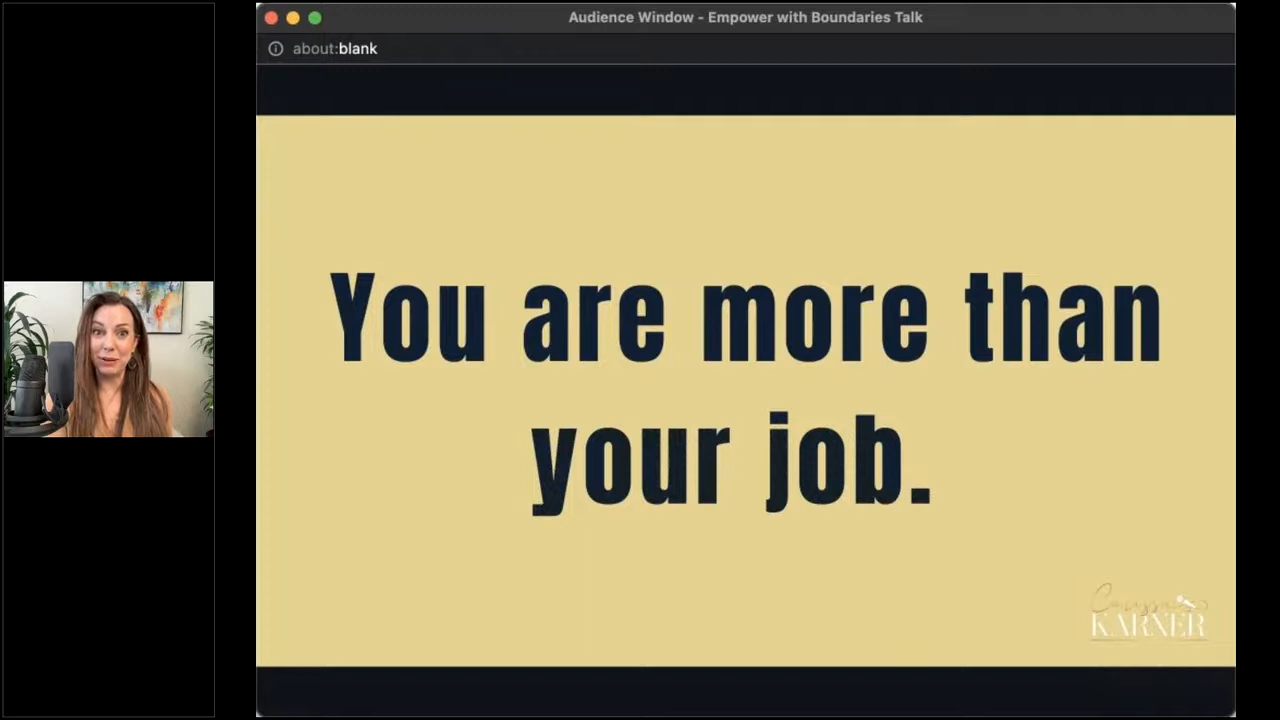 Audience Window - Empower with Boundaries Talk
about:blank
You are more than
your job.
KARNER